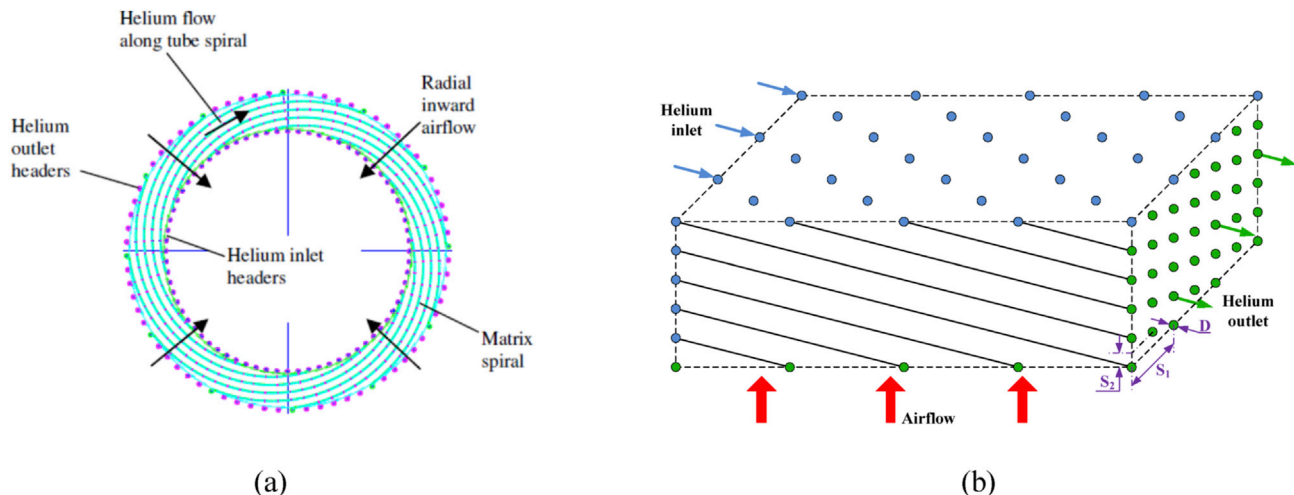 Helium flow
along tube spiral
Radial
inward
airflow
Helium
outlet
headers
Helium inlet
headers
Matrix
spiral
(a)
Helium
inlet
Helium
outlet
D
S1
S2
Airflow
(b)